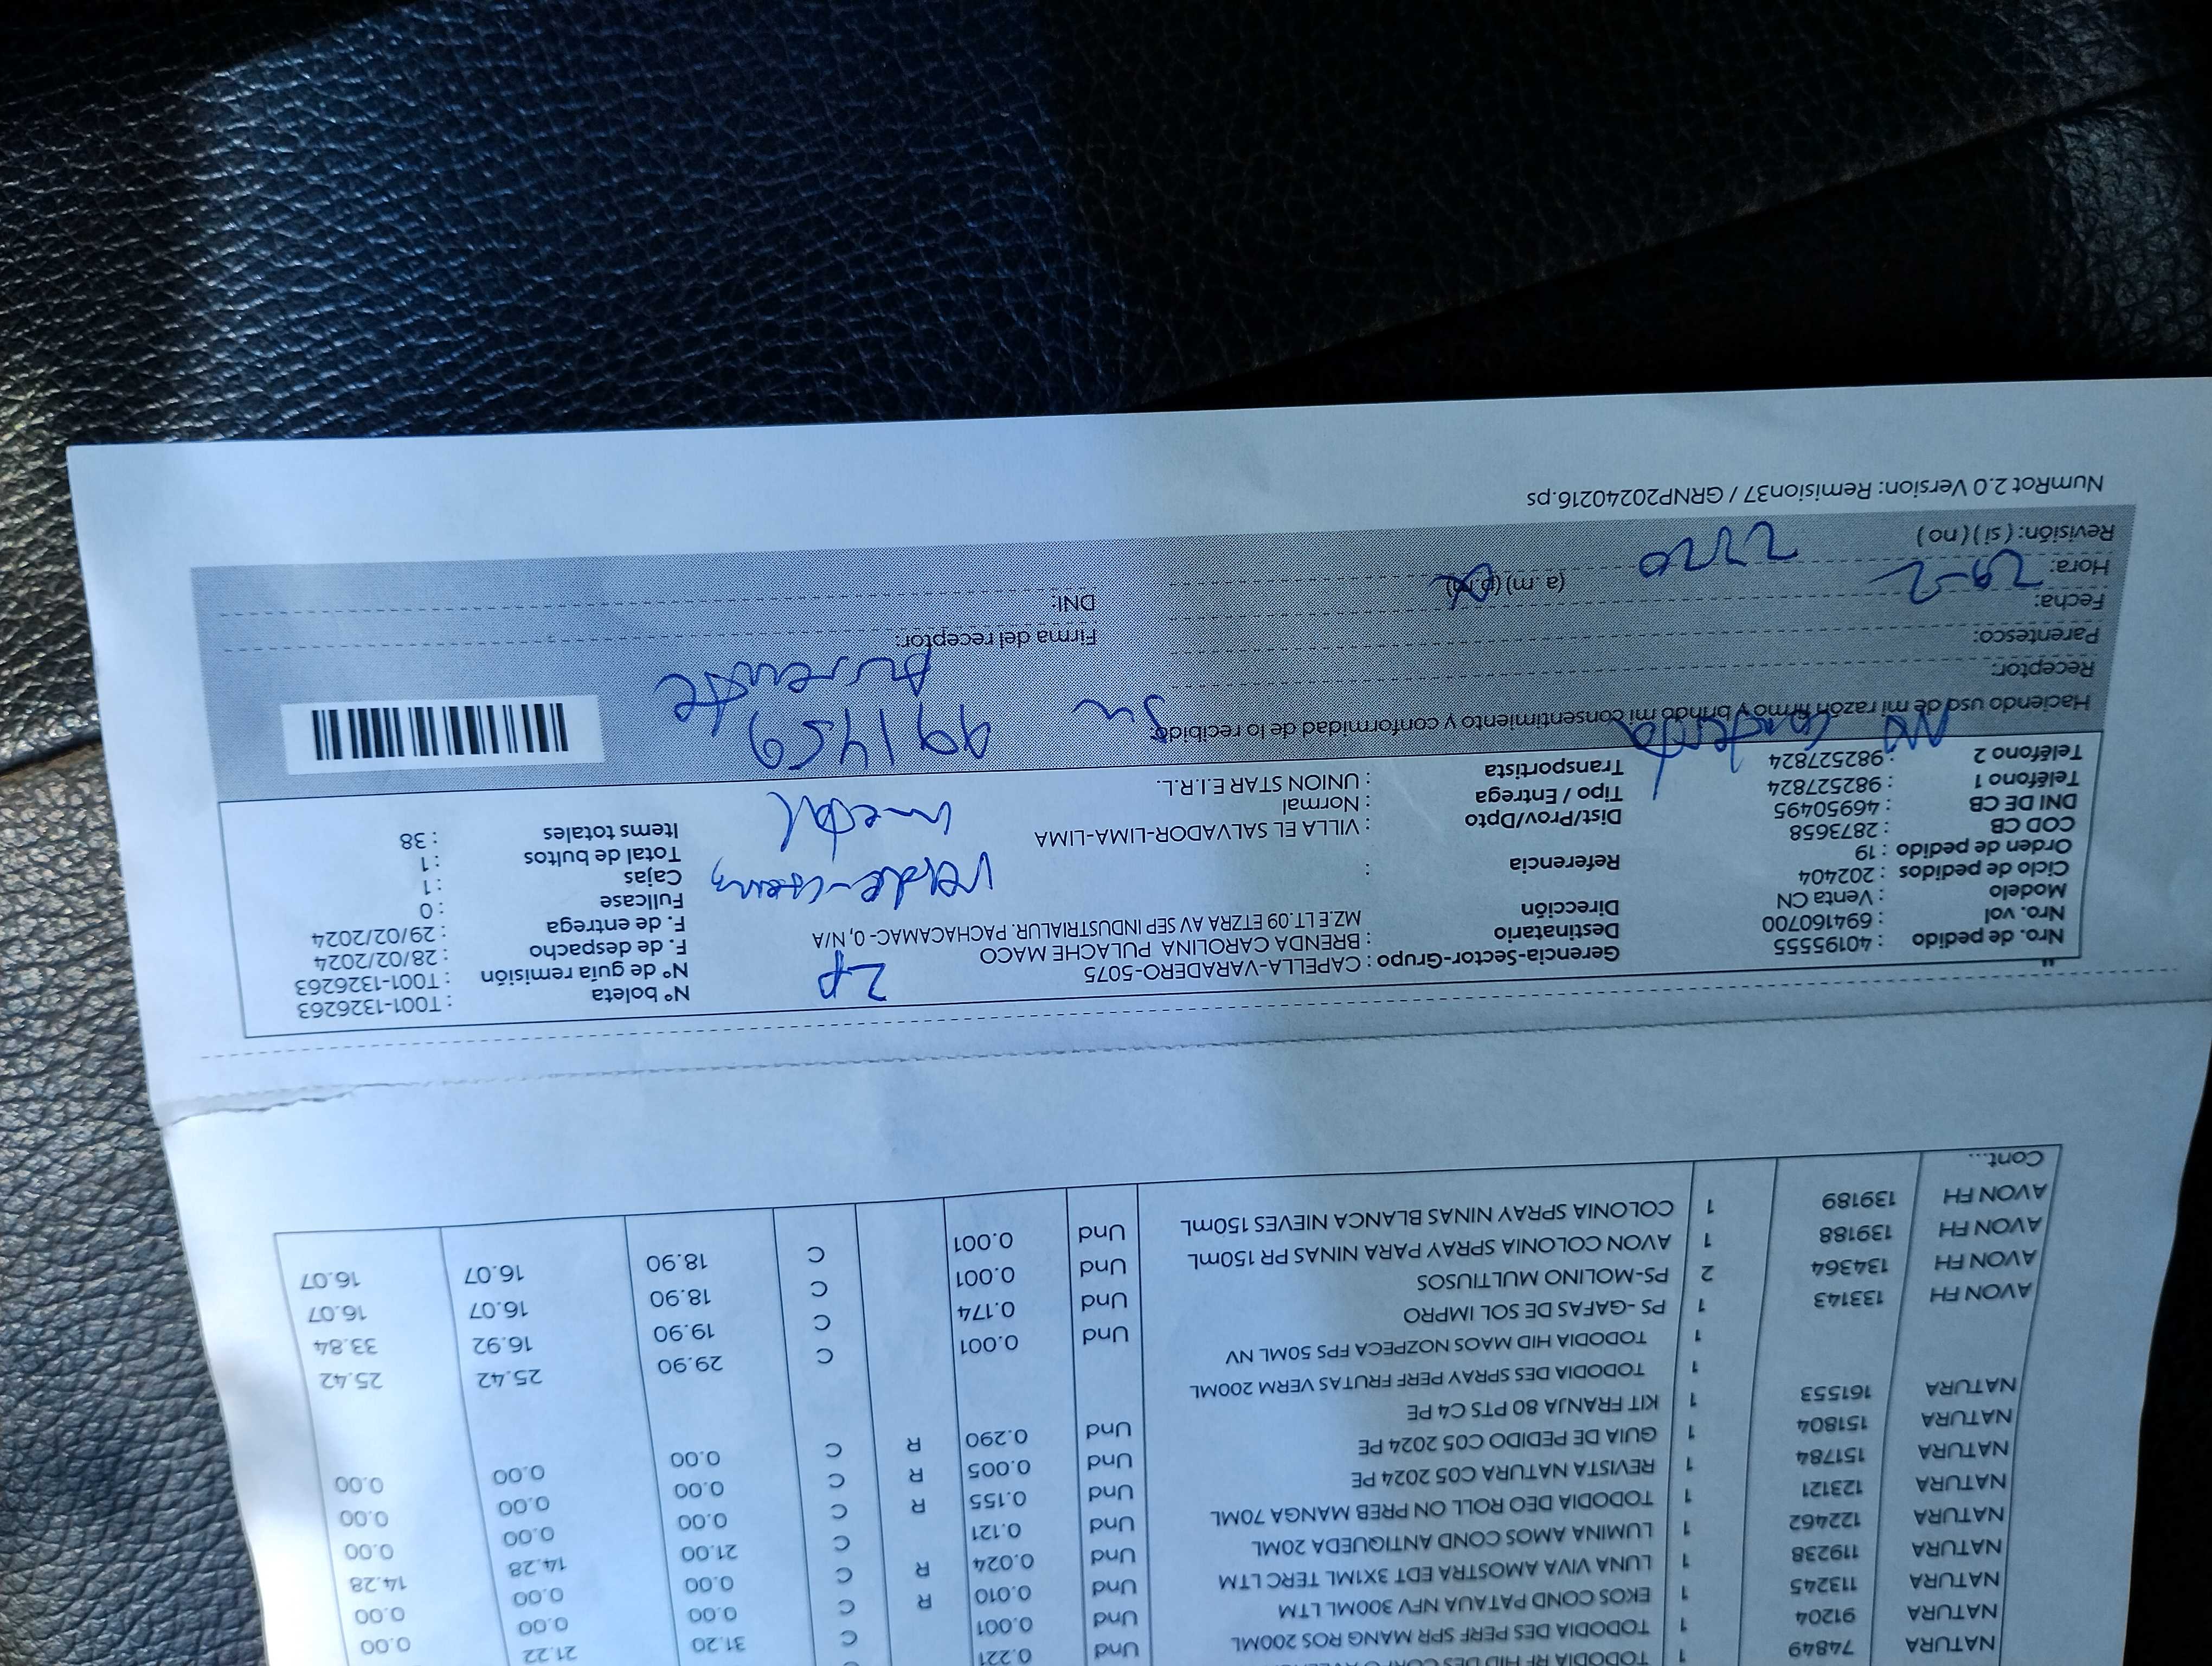 NATURA 74849 1 TODODIA RF HID DES
NATURA 91204 1 TODODIA DES PERF SPR MANG ROS 200ML Und 0.221
NATURA 113245 1 EKOS COND PATAUA NFV 300ML LTM Und 0.001 C 31.20 21.22
NATURA 119238 1 LUNA VIVA AMOSTRA EDT 3X1ML TERC LTM Und 0.010 R C 0.00 0.00 0.00
NATURA 122462 1 LUMINA AMOS COND ANTIQUEDA 20ML Und 0.024 R C 0.00 0.00 0.00
NATURA 123121 1 TODODIA DEO ROLL ON PREB MANGA 70ML Und 0.121 C 21.00 14.28 14.28
NATURA 151784 1 REVISTA NATURA C05 2024 PE Und 0.155 R C 0.00 0.00 0.00
NATURA 151804 1 GUIA DE PEDIDO C05 2024 PE Und 0.005 R C 0.00 0.00 0.00
NATURA 161553 1 KIT FRANJA 80 PTS C4 PE Und 0.290 R C 0.00 0.00 0.00
1 TODODIA DES SPRAY PERF FRUTAS VERM 200ML
1 TODODIA HID MAOS NOZPECA FPS 50ML NV
AVON FH 133143 1 PS -GAFAS DE SOL IMPRO Und 0.001 C 29.90 25.42 25.42
AVON FH 134364 2 PS-MOLINO MULTIUSOS Und 0.174 C 19.90 16.92 33.84
AVON FH 139188 1 AVON COLONIA SPRAY PARA NINAS PR 150mL Und 0.001 C 18.90 16.07 16.07
AVON FH 139189 1 COLONIA SPRAY NINAS BLANCA NIEVES 150mL Und 0.001 C 18.90 16.07 16.07
Cont...
Nro. de pedido : 40195555
Nro. vol : 694160700
Modelo : Venta CN
Ciclo de pedidos : 202404
Orden de pedido : 19
COD CB : 2873658
DNI DE CB : 46950495
Teléfono 1 : 982527824
Teléfono 2 : 982527824
Gerencia-Sector-Grupo : CAPELLA-VARADERO-5075
Destinatario : BRENDA CAROLINA PULACHE MACO
Dirección : MZ.E LT.09 ETZRA AV SEP INDUSTRIALUR. PACHACAMAC- 0, N/A
Referencia :
Dist/Prov/Dpto : VILLA EL SALVADOR-LIMA-LIMA
Tipo / Entrega : Normal
Transportista : UNION STAR E.I.R.L.
2p
Verde-crema
metal
N° boleta : T001-1326263
N° de guía remisión : T001-1326263
F. de despacho : 28/02/2024
F. de entrega : 29/02/2024
Fullcase : 0
Cajas : 1
Total de bultos : 1
Items totales : 38
No contesta
991459
Haciendo uso de mi razón firmo y brindo mi consentimiento y conformidad de lo recibido:
Ausente
Receptor:
Parentesco:
Firma del receptor:
Fecha: 29-2
DNI:
Hora: (a. m) (p.m)
Revisión: ( si ) ( no )
NumRot 2.0 Version: Remision37 / GRNP20240216.ps